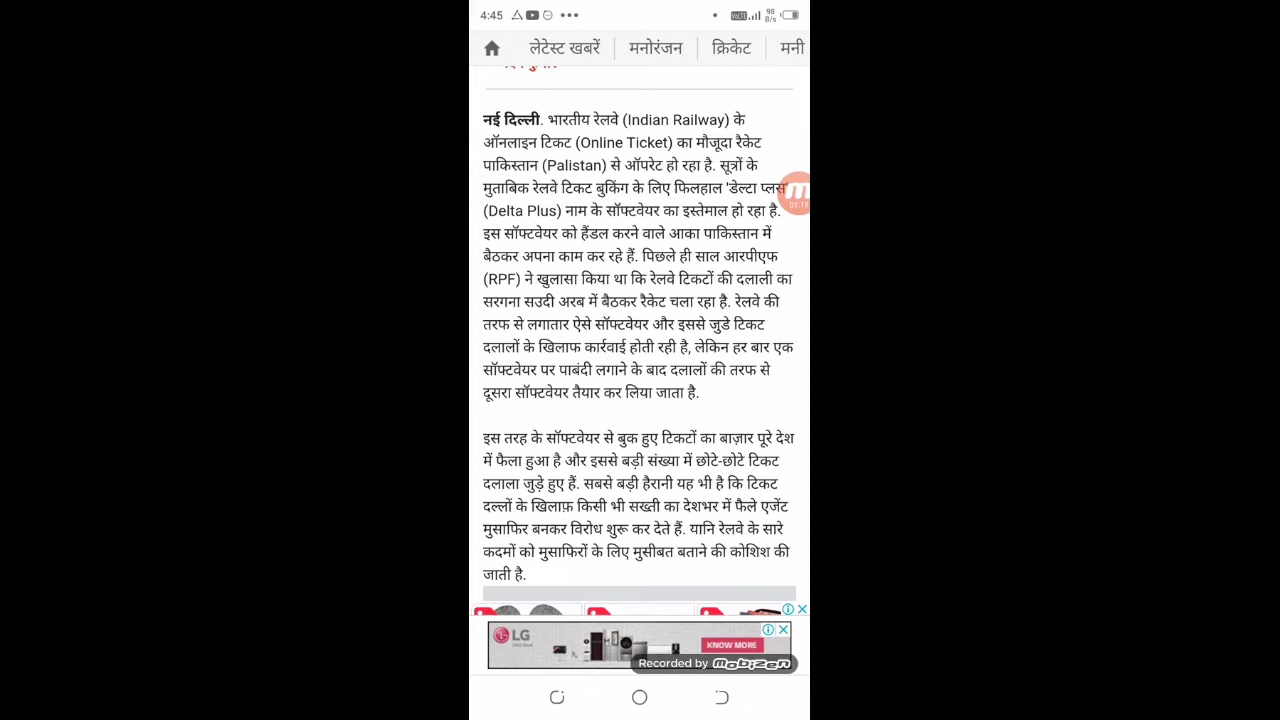 4:45
VoLTE 98 B/s
लेटेस्ट खबरें मनोरंजन क्रिकेट मनी
नई दिल्ली. भारतीय रेलवे (Indian Railway) के
ऑनलाइन टिकट (Online Ticket) का मौजूदा रैकेट
पाकिस्तान (Palistan) से ऑपरेट हो रहा है. सूत्रों के
मुताबिक रेलवे टिकट बुकिंग के लिए फिलहाल 'डेल्टा प्लस'
(Delta Plus) नाम के सॉफ्टवेयर का इस्तेमाल हो रहा है.
01:14
इस सॉफ्टवेयर को हैंडल करने वाले आका पाकिस्तान में
बैठकर अपना काम कर रहे हैं. पिछले ही साल आरपीएफ
(RPF) ने खुलासा किया था कि रेलवे टिकटों की दलाली का
सरगना सउदी अरब में बैठकर रैकेट चला रहा है. रेलवे की
तरफ से लगातार ऐसे सॉफ्टवेयर और इससे जुडे टिकट
दलालों के खिलाफ कार्रवाई होती रही है, लेकिन हर बार एक
सॉफ्टवेयर पर पाबंदी लगाने के बाद दलालों की तरफ से
दूसरा सॉफ्टवेयर तैयार कर लिया जाता है.
इस तरह के सॉफ्टवेयर से बुक हुए टिकटों का बाज़ार पूरे देश
में फैला हुआ है और इससे बड़ी संख्या में छोटे-छोटे टिकट
दलाला जुड़े हुए हैं. सबसे बड़ी हैरानी यह भी है कि टिकट
दल्लों के खिलाफ़ किसी भी सख्ती का देशभर में फैले एजेंट
मुसाफिर बनकर विरोध शुरू कर देते हैं. यानि रेलवे के सारे
कदमों को मुसाफिरों के लिए मुसीबत बताने की कोशिश की
जाती है.
LG
KNOW MORE
Recorded by mobizen